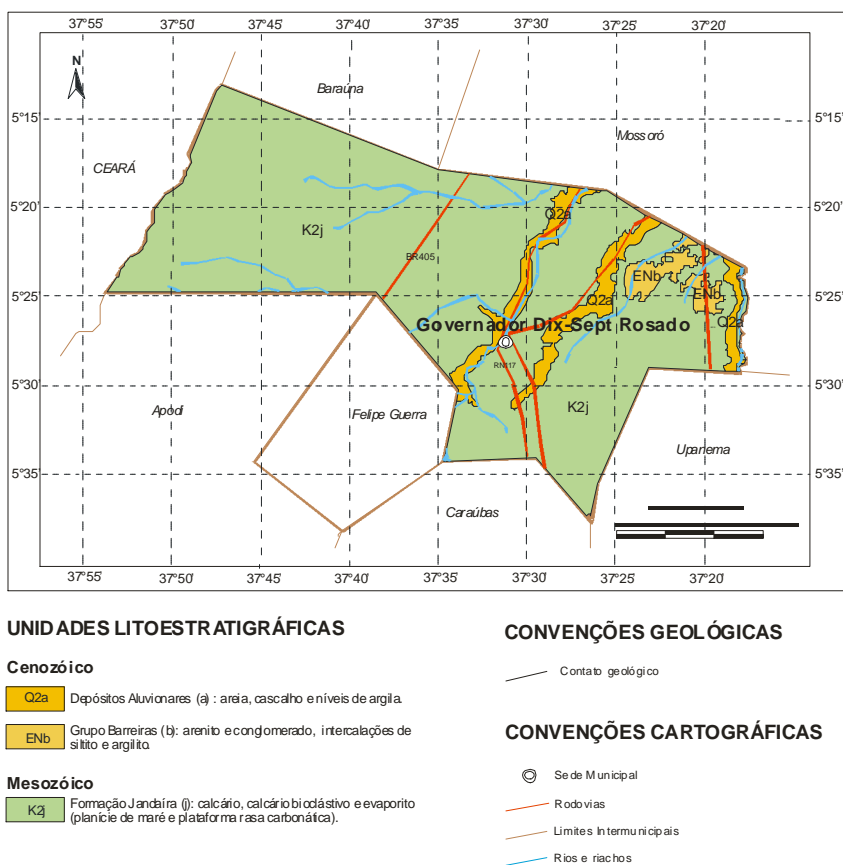 37°55 37°50 37°45 37°40 37°35 37°30 37°25 37°20
N
Baraúna
5°15' 5°15'
Mossoró
CEARÁ
5°20' Q2a 5°20'
K2j
BR405
ENb
5°25' Q2a ENb 5°25'
Governador Dix-Sept Rosado Q2a
RN117
5°30' 5°30'
Apodi Felipe Guerra K2j
Upanema
5°35' 5°35'
Caraúbas
37°55 37°50 37°45 37°40 37°35 37°30 37°25 37°20
UNIDADES LITOESTRATIGRÁFICAS
Cenozóico
Q2a Depósitos Aluvionares (a) : areia, cascalho e níveis de argila.
ENb Grupo Barreiras (b): arenito e conglomerado, intercalações de
siltito e argilito.
Mesozóico
K2j Formação Jandaíra (j): calcário, calcário bioclástico e evaporito
(planície de maré e plataforma rasa carbonática).
CONVENÇÕES GEOLÓGICAS
Contato geológico
CONVENÇÕES CARTOGRÁFICAS
Sede Municipal
Rodovias
Limites Intermunicipais
Rios e riachos